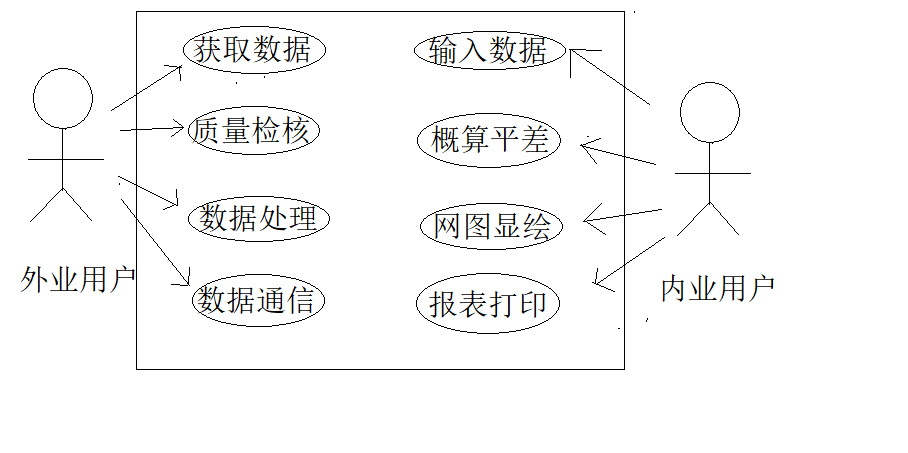 获取数据
输入数据
质量检核
概算平差
数据处理
网图显绘
外业用户
数据通信
内业用户
报表打印